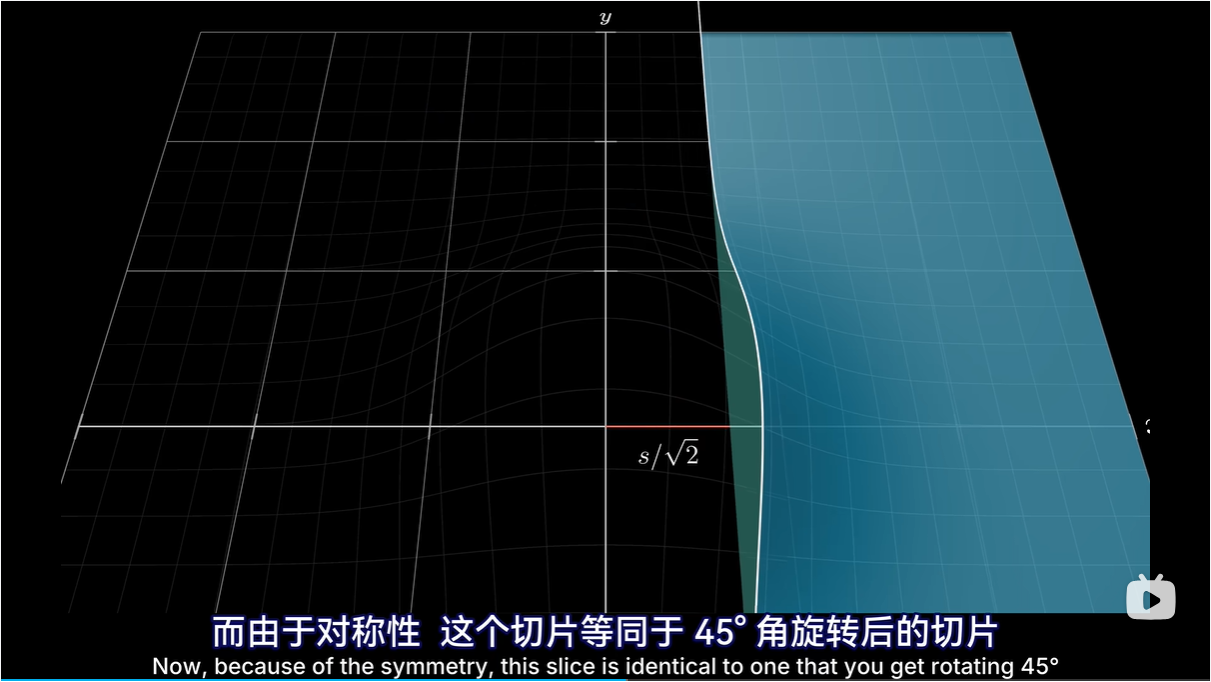 y
s/√2
而由于对称性 这个切片等同于 45° 角旋转后的切片
Now, because of the symmetry, this slice is identical to one that you get rotating 45°